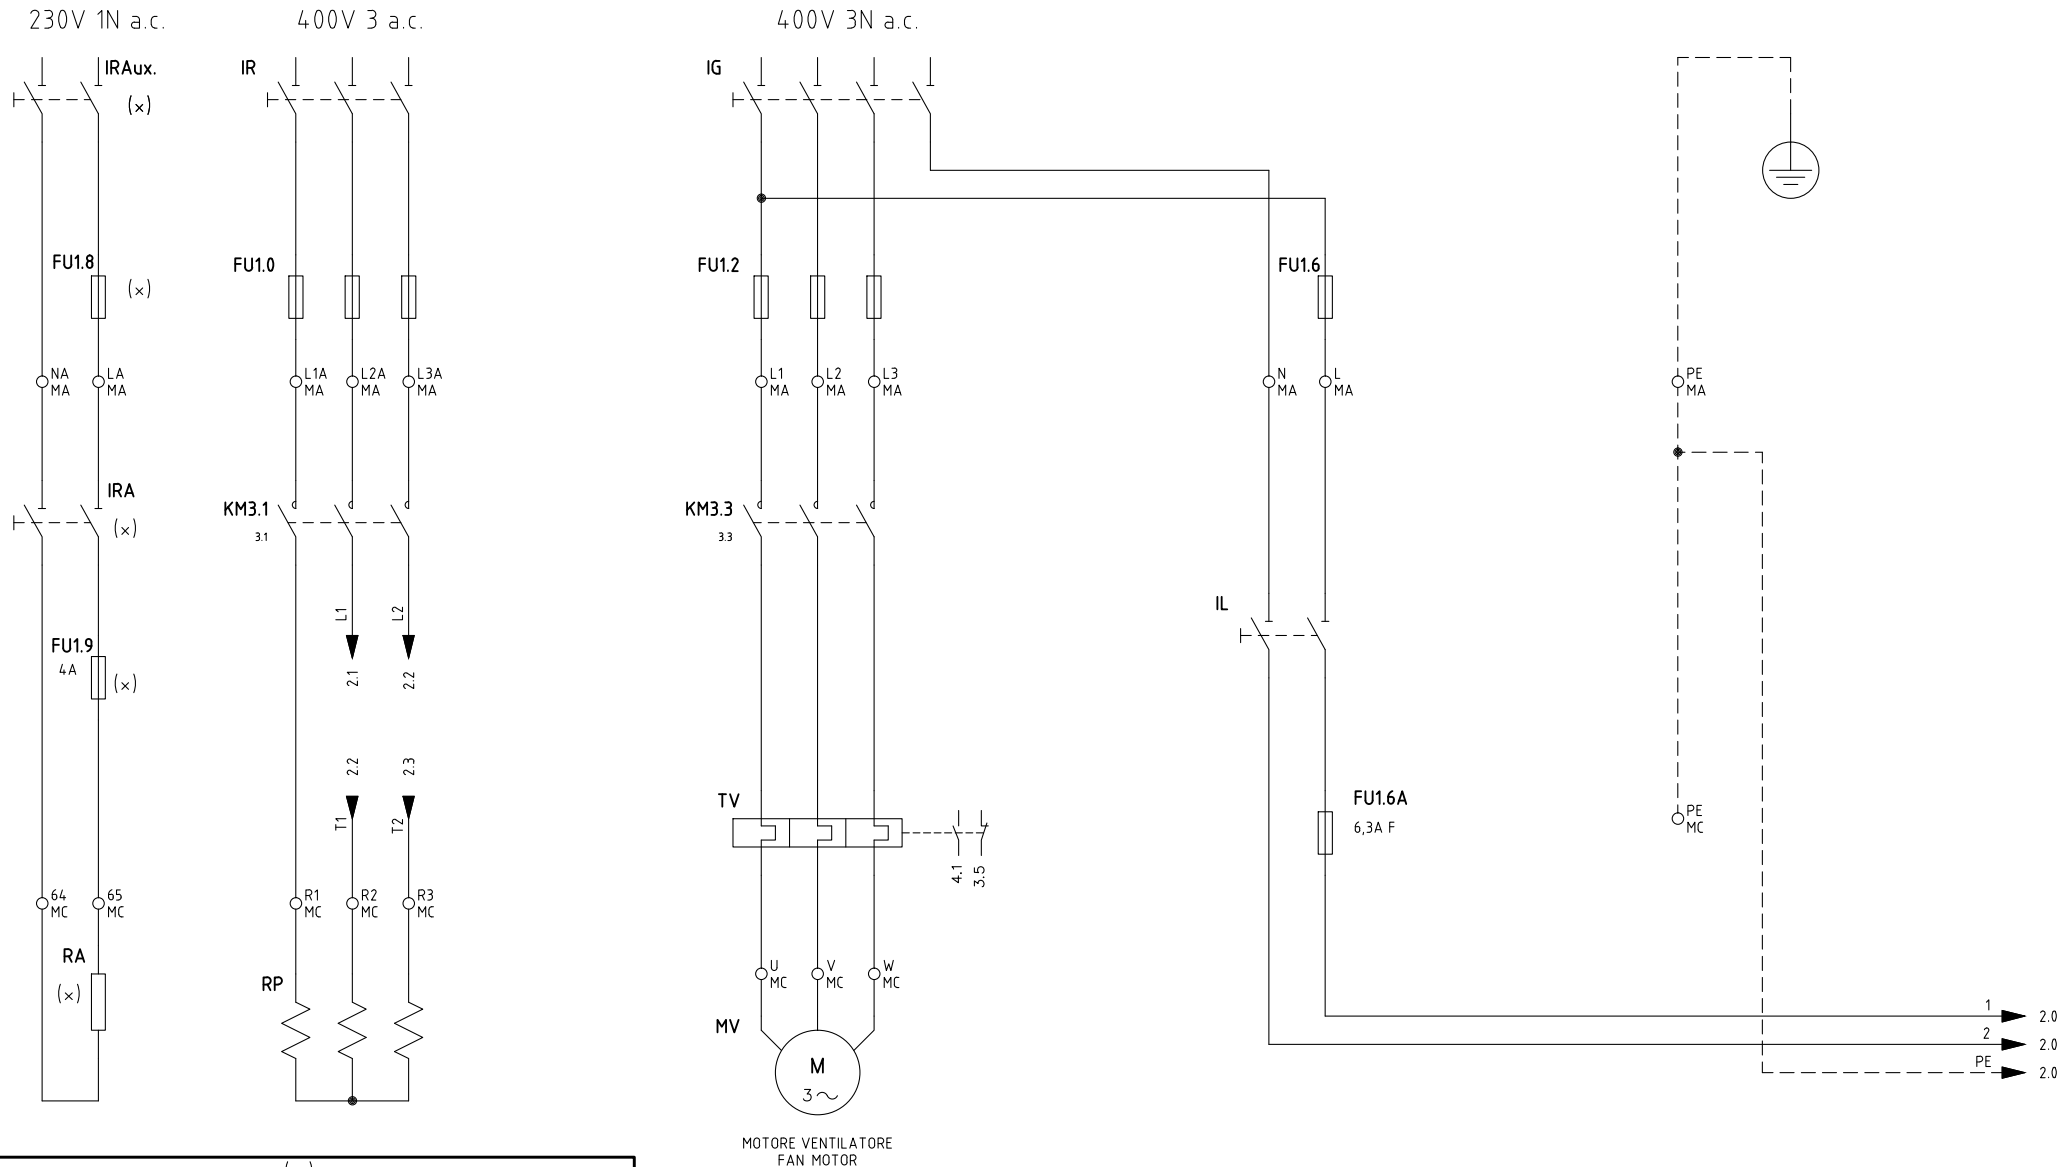 230V 1N a.c.
400V 3 a.c.
400V 3N a.c.
IRAux.
(x)
IR
IG
FU1.8
(x)
FU1.0
FU1.2
FU1.6
NA
MA
LA
MA
L1A
MA
L2A
MA
L3A
MA
L1
MA
L2
MA
L3
MA
N
MA
L
MA
PE
MA
IRA
(x)
KM3.1
3.1
KM3.3
3.3
L1
L2
2.1
2.2
IL
FU1.9
4A
(x)
2.2
2.3
T1
T2
TV
4.1
3.5
FU1.6A
6,3A F
PE
MC
64
MC
65
MC
R1
MC
R2
MC
R3
MC
U
MC
V
MC
W
MC
RA
(x)
RP
MV
M
3~
1
2.0
2
2.0
PE
2.0
MOTORE VENTILATORE
FAN MOTOR